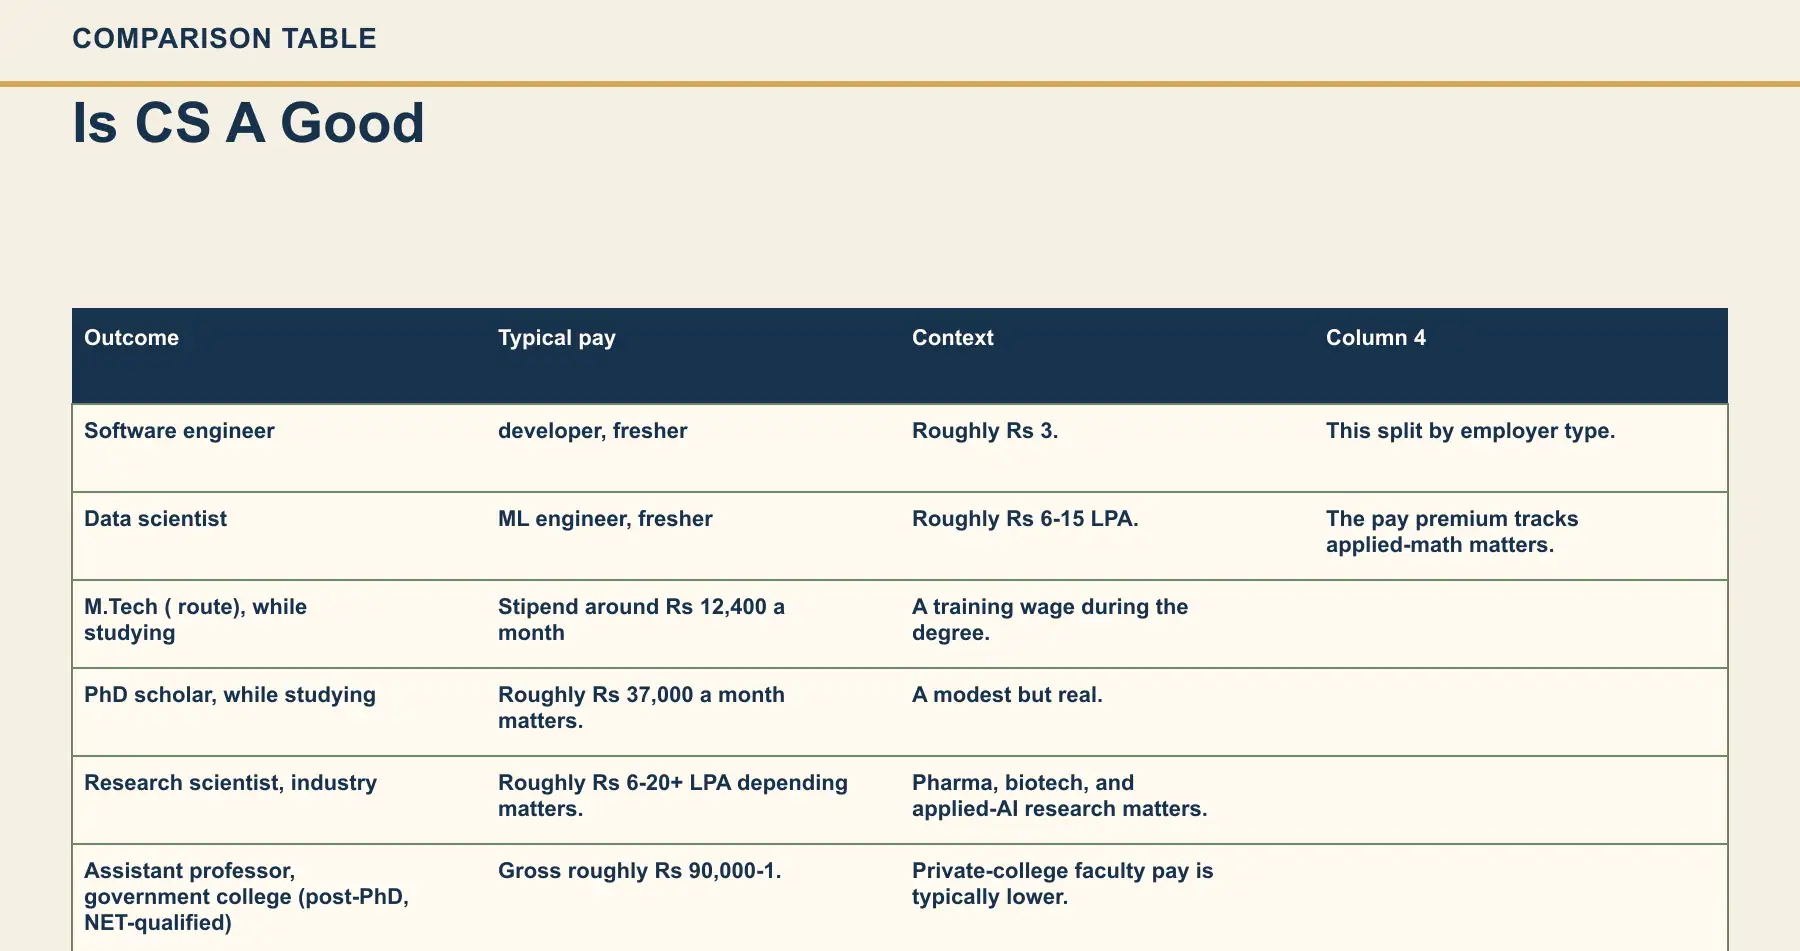 COMPARISON TABLE
Is CS A Good
Outcome Typical pay Context Column 4
Software engineer developer, fresher Roughly Rs 3. This split by employer type.
Data scientist ML engineer, fresher Roughly Rs 6-15 LPA. The pay premium tracks
applied-math matters.
M.Tech ( route), while Stipend around Rs 12,400 a A training wage during the
studying month degree.
PhD scholar, while studying Roughly Rs 37,000 a month A modest but real.
matters.
Research scientist, industry Roughly Rs 6-20+ LPA depending Pharma, biotech, and
matters. applied-AI research matters.
Assistant professor, Gross roughly Rs 90,000-1. Private-college faculty pay is
government college (post-PhD, typically lower.
NET-qualified)